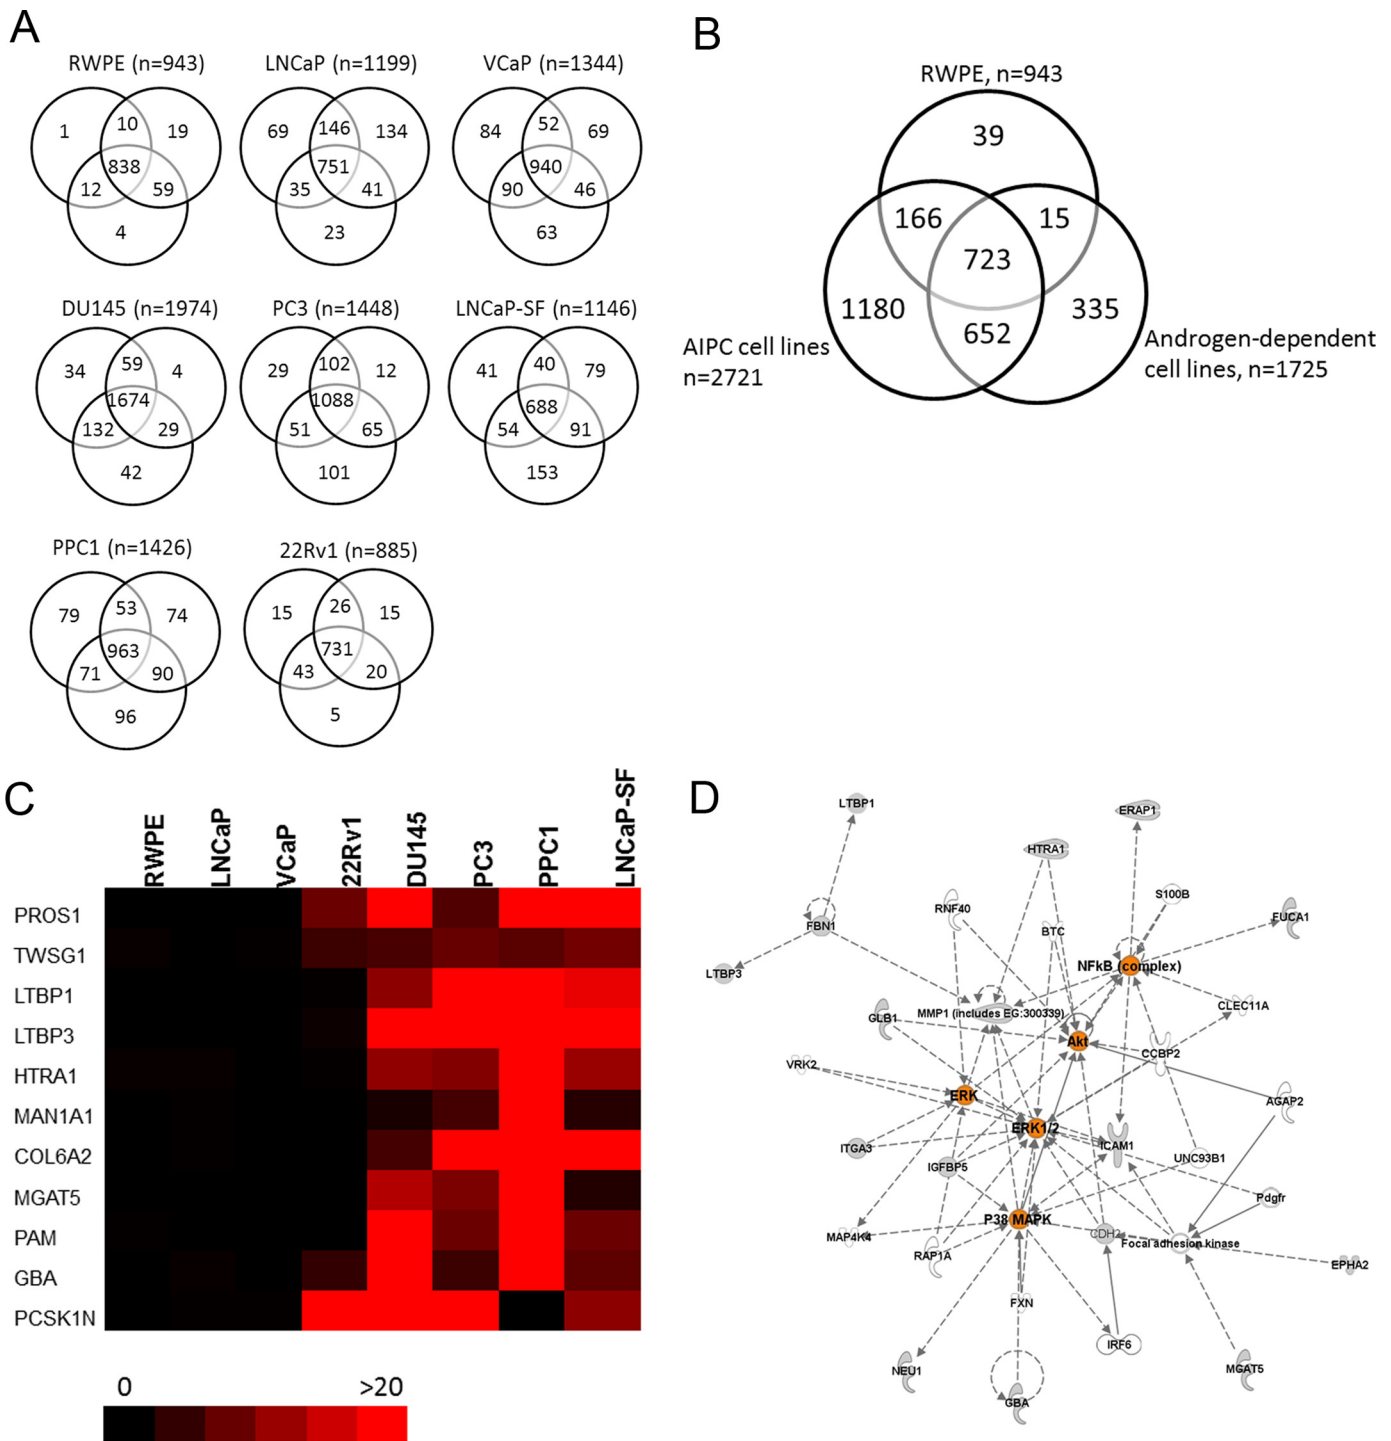 A
RWPE (n=943)
1
10
19
838
12
59
4
LNCaP (n=1199)
69
146
134
751
35
41
23
VCaP (n=1344)
84
52
69
940
90
46
63
DU145 (n=1974)
34
59
4
1674
132
29
42
PC3 (n=1448)
29
102
12
1088
51
65
101
LNCaP-SF (n=1146)
41
40
79
688
54
91
153
PPC1 (n=1426)
79
53
74
963
71
90
96
22Rv1 (n=885)
15
26
15
731
43
20
5
B
RWPE, n=943
39
166
15
723
1180
652
335
AIPC cell lines
n=2721
Androgen-dependent
cell lines, n=1725
C
RWPE
LNCaP
VCaP
22Rv1
DU145
PC3
PPC1
LNCaP-SF
PROS1
TWSG1
LTBP1
LTBP3
HTRA1
MAN1A1
COL6A2
MGAT5
PAM
GBA
PCSK1N
0
>20
D
LTBP1
ERAP1
HTRA1
S100B
RNF40
FUCA1
FBN1
BTC
NFkB (complex)
LTBP3
CLEC11A
MMP1 (includes EG:300339)
GLB1
Akt
CCBP2
VRK2
ERK
AGAP2
ERK1/2
ICAM1
ITGA3
UNC93B1
IGFBP5
Pdgfr
P38 MAPK
MAP4K4
CDH2
Focal adhesion kinase
RAP1A
EPHA2
FXN
IRF6
NEU1
MGAT5
GBA